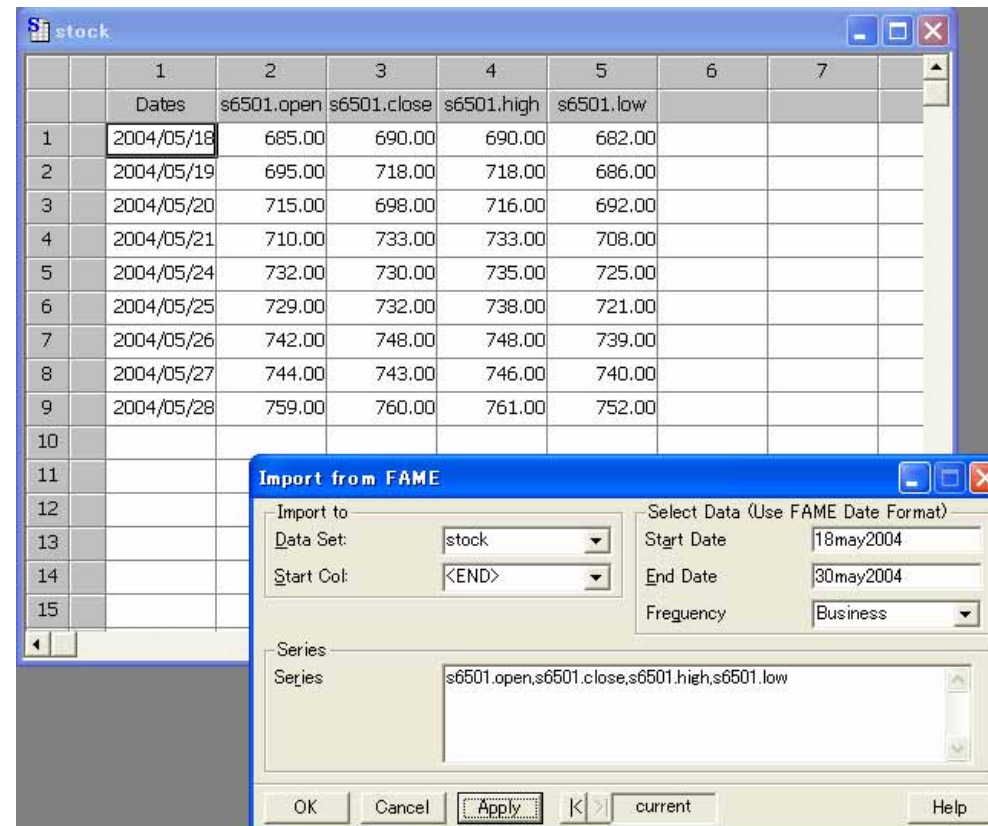 stock
1 2 3 4 5 6 7
Dates s6501.open s6501.close s6501.high s6501.low
1 2004/05/18 685.00 690.00 690.00 682.00
2 2004/05/19 695.00 718.00 718.00 686.00
3 2004/05/20 715.00 698.00 716.00 692.00
4 2004/05/21 710.00 733.00 733.00 708.00
5 2004/05/24 732.00 730.00 735.00 725.00
6 2004/05/25 729.00 732.00 738.00 721.00
7 2004/05/26 742.00 748.00 748.00 739.00
8 2004/05/27 744.00 743.00 746.00 740.00
9 2004/05/28 759.00 760.00 761.00 752.00
10
11
12
13
14
15
Import from FAME
Import to
Data Set: stock
Start Col: <END>
Select Data (Use FAME Date Format)
Start Date 18may2004
End Date 30may2004
Frequency Business
Series
Series s6501.open,s6501.close,s6501.high,s6501.low
OK Cancel Apply current Help